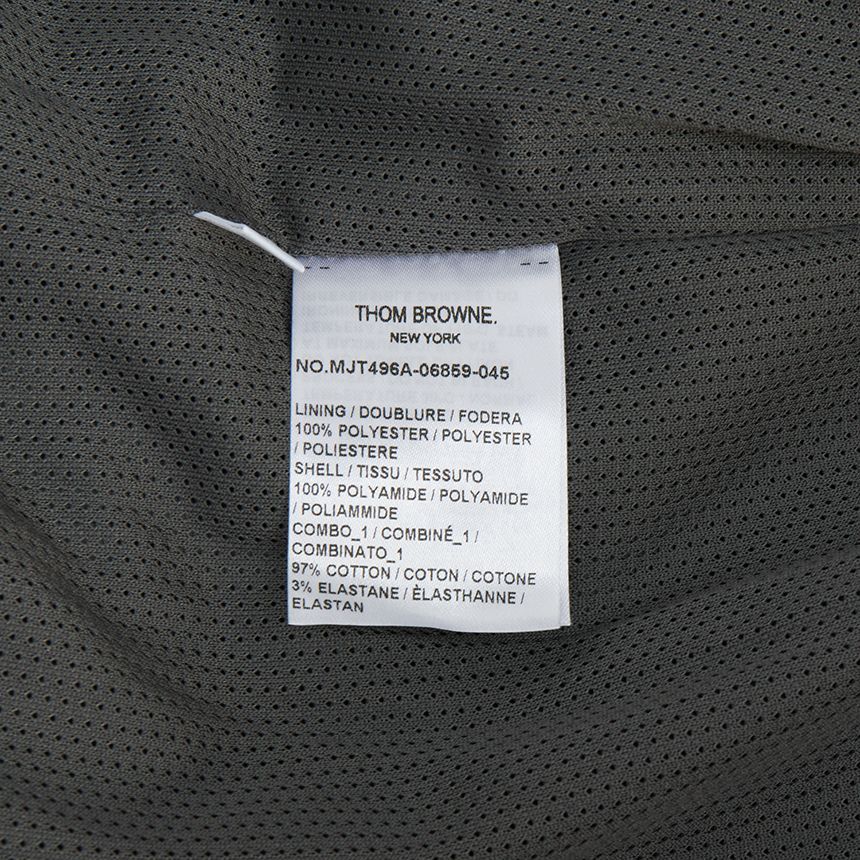 THOM BROWNE.
NEW YORK
NO.MJT496A-06859-045
LINING / DOUBLURE / FODERA
100% POLYESTER / POLYESTER
/ POLIESTERE
SHELL / TISSU / TESSUTO
100% POLYAMIDE / POLYAMIDE
/ POLIAMMIDE
COMBO_1 / COMBINÉ_1 /
COMBINATO_1
97% COTTON / COTON / COTONE
3% ELASTANE / ÈLASTHANNE /
ELASTAN